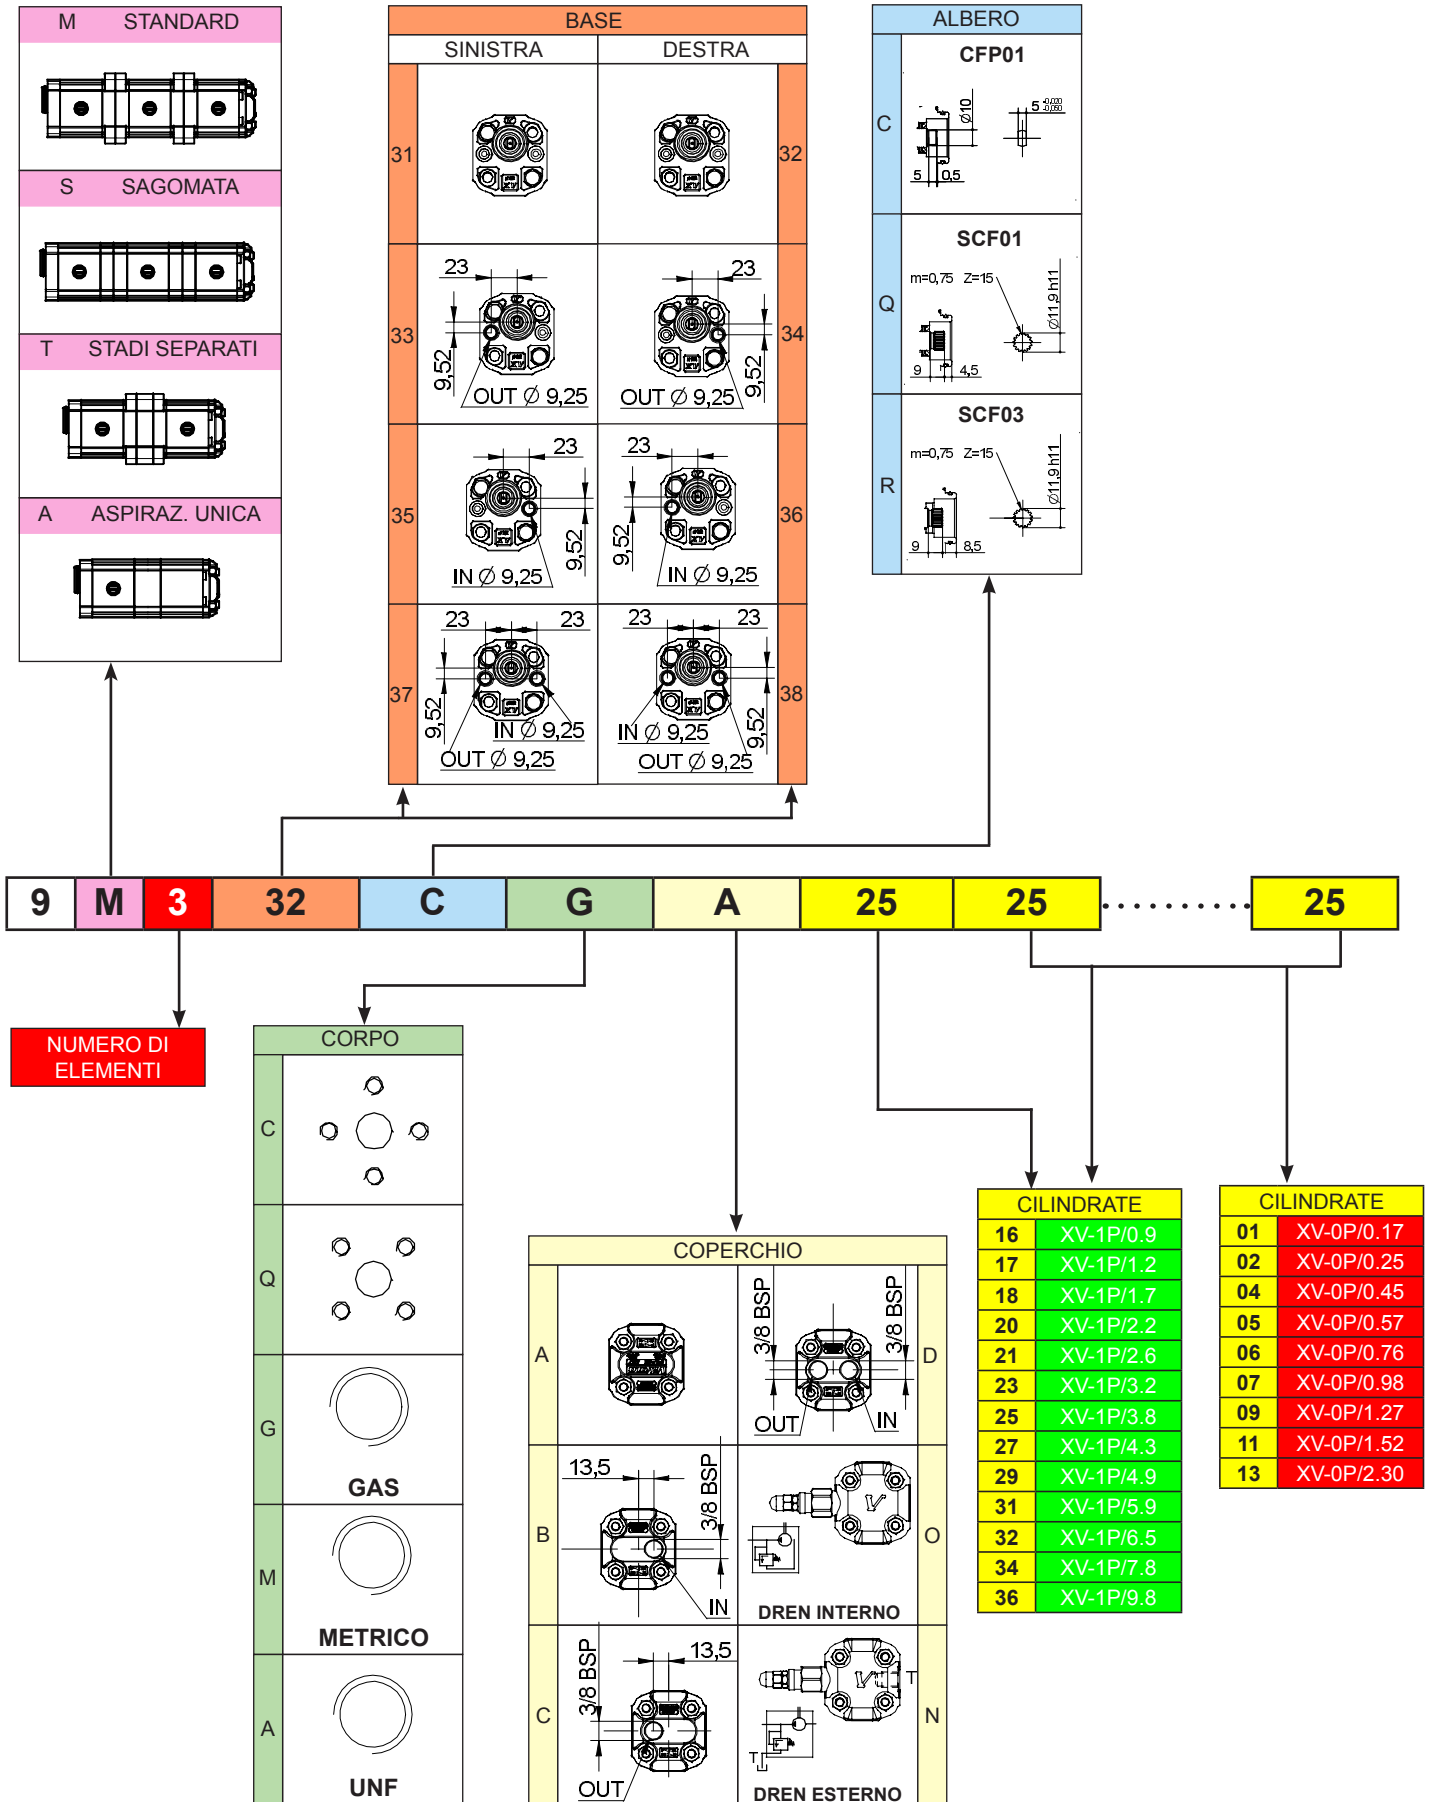 M STANDARD
S SAGOMATA
T STADI SEPARATI
A ASPIRAZ. UNICA
BASE
SINISTRA DESTRA
31 32
33 34
23 23
9,52 9,52
OUT Ø 9,25 OUT Ø 9,25
35 36
23 23
9,52 9,52
IN Ø 9,25 IN Ø 9,25
37 38
23 23 23 23
9,52 9,52
IN Ø 9,25 IN Ø 9,25
OUT Ø 9,25 OUT Ø 9,25
ALBERO
C
CFP01
Ø10
5 -0,020 -0,050
5 0,5
Q
SCF01
m=0,75 Z=15
Ø11,9 h11
9 4,5
R
SCF03
m=0,75 Z=15
Ø11,9 h11
9 8,5
9 M 3 32 C G A 25 25 ........ 25
NUMERO DI
ELEMENTI
CORPO
C
Q
G
GAS
M
METRICO
A
UNF
COPERCHIO
A D
3/8 BSP 3/8 BSP
OUT IN
B O
13,5
3/8 BSP
IN
DREN INTERNO
C N
3/8 BSP
13,5
OUT
T
T
DREN ESTERNO
CILINDRATE
16 XV-1P/0.9
17 XV-1P/1.2
18 XV-1P/1.7
20 XV-1P/2.2
21 XV-1P/2.6
23 XV-1P/3.2
25 XV-1P/3.8
27 XV-1P/4.3
29 XV-1P/4.9
31 XV-1P/5.9
32 XV-1P/6.5
34 XV-1P/7.8
36 XV-1P/9.8
CILINDRATE
01 XV-0P/0.17
02 XV-0P/0.25
04 XV-0P/0.45
05 XV-0P/0.57
06 XV-0P/0.76
07 XV-0P/0.98
09 XV-0P/1.27
11 XV-0P/1.52
13 XV-0P/2.30